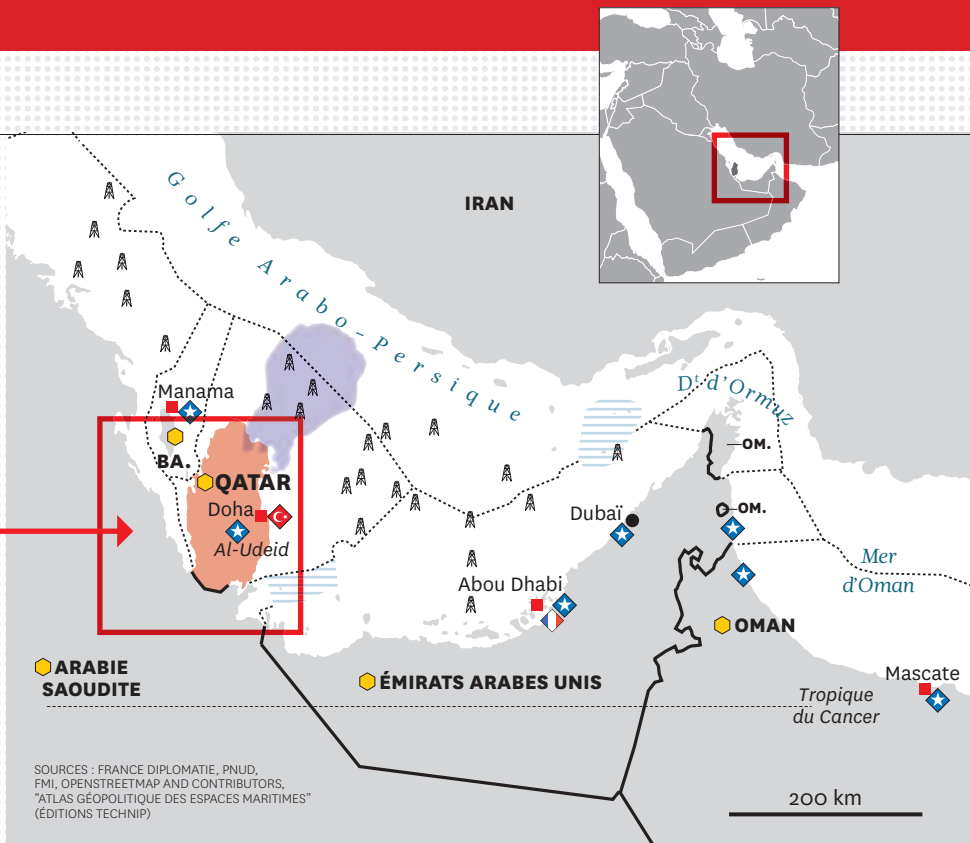 IRAN
Golfe Arabo-Persique
Dᵗ d'Ormuz
Manama
BA.
QATAR
Doha
Al-Udeid
OM.
OM.
Dubaï
Mer
d'Oman
Abou Dhabi
OMAN
ARABIE
SAOUDITE
ÉMIRATS ARABES UNIS
Mascate
Tropique
du Cancer
SOURCES : FRANCE DIPLOMATIE, PNUD,
FMI, OPENSTREETMAP AND CONTRIBUTORS,
"ATLAS GÉOPOLITIQUE DES ESPACES MARITIMES"
(ÉDITIONS TECHNIP)
200 km